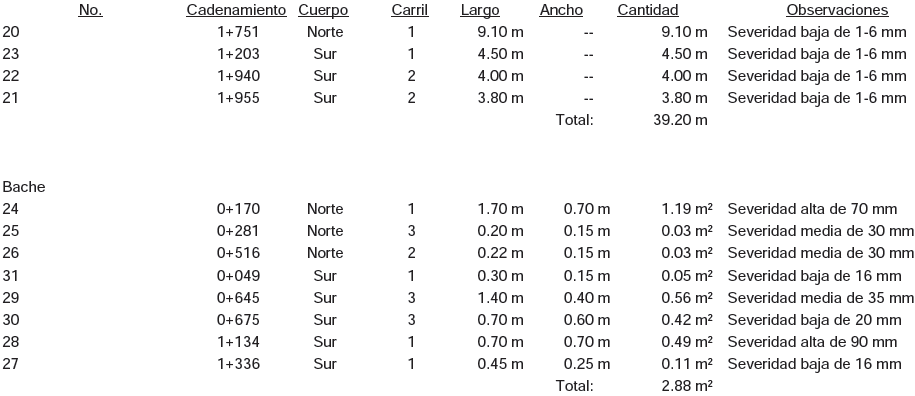 No. Cadenamiento Cuerpo Carril Largo Ancho Cantidad Observaciones
20 1+751 Norte 1 9.10 m -- 9.10 m Severidad baja de 1-6 mm
23 1+203 Sur 1 4.50 m -- 4.50 m Severidad baja de 1-6 mm
22 1+940 Sur 2 4.00 m -- 4.00 m Severidad baja de 1-6 mm
21 1+955 Sur 2 3.80 m -- 3.80 m Severidad baja de 1-6 mm
Total: 39.20 m
Bache
24 0+170 Norte 1 1.70 m 0.70 m 1.19 m² Severidad alta de 70 mm
25 0+281 Norte 3 0.20 m 0.15 m 0.03 m² Severidad media de 30 mm
26 0+516 Norte 2 0.22 m 0.15 m 0.03 m² Severidad media de 30 mm
31 0+049 Sur 1 0.30 m 0.15 m 0.05 m² Severidad baja de 16 mm
29 0+645 Sur 3 1.40 m 0.40 m 0.56 m² Severidad media de 35 mm
30 0+675 Sur 3 0.70 m 0.60 m 0.42 m² Severidad baja de 20 mm
28 1+134 Sur 1 0.70 m 0.70 m 0.49 m² Severidad alta de 90 mm
27 1+336 Sur 1 0.45 m 0.25 m 0.11 m² Severidad baja de 16 mm
Total: 2.88 m²